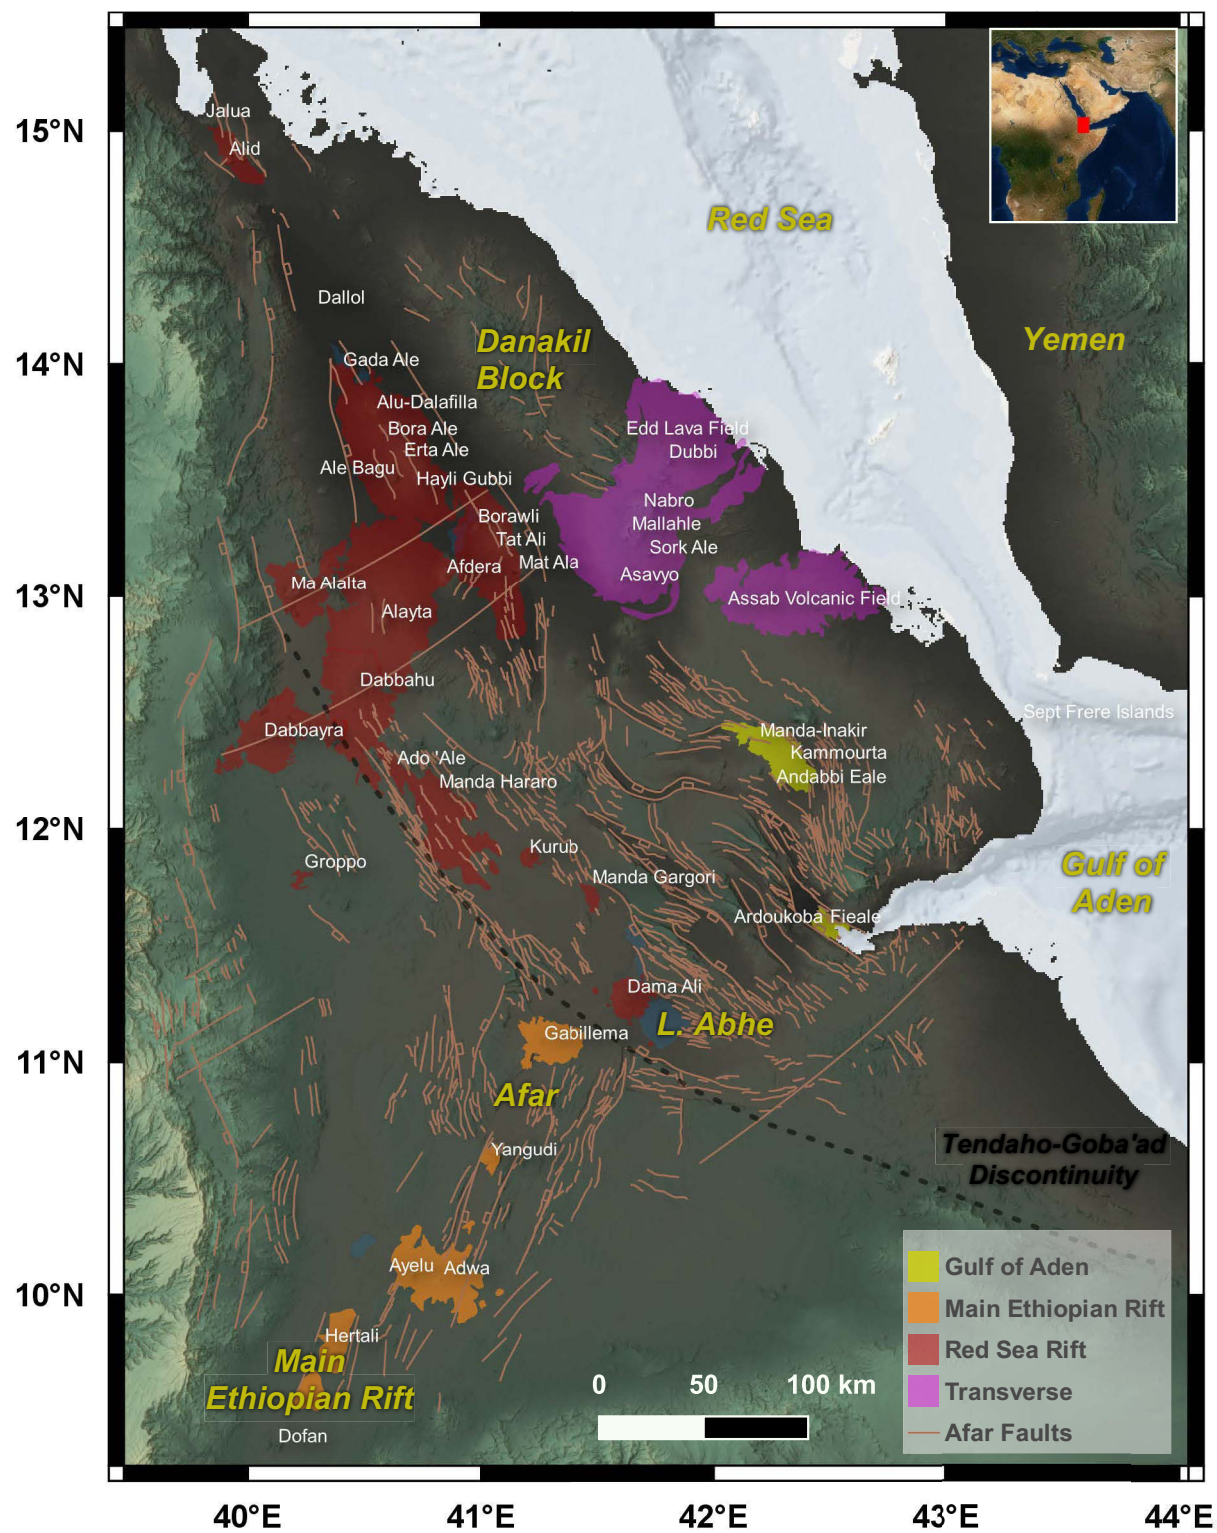 15°N
14°N
13°N
12°N
11°N
10°N
Jalua
Alid
Red Sea
Dallol
Danakil
Block
Yemen
Gada Ale
Alu-Dalafilla
Bora Ale
Erta Ale
Ale Bagu
Hayli Gubbi
Edd Lava Field
Dubbi
Nabro
Mallahle
Sork Ale
Asavyo
Borawli
Tat Ali
Mat Ala
Afdera
Ma Alalta
Alayta
Assab Volcanic Field
Dabbahu
Dabbayra
Sept Frere Islands
Manda-Inakir
Kammourta
Andabbi Eale
Ado 'Ale
Manda Hararo
Kurub
Groppo
Manda Gargori
Gulf of
Aden
Ardoukoba Fieale
Dama Ali
L. Abhe
Gabillema
Afar
Yangudi
Tendaho-Goba'ad
Discontinuity
Ayelu Adwa
Hertali
Main
Ethiopian Rift
Dofan
0 50 100 km
Gulf of Aden
Main Ethiopian Rift
Red Sea Rift
Transverse
Afar Faults
40°E 41°E 42°E 43°E 44°E